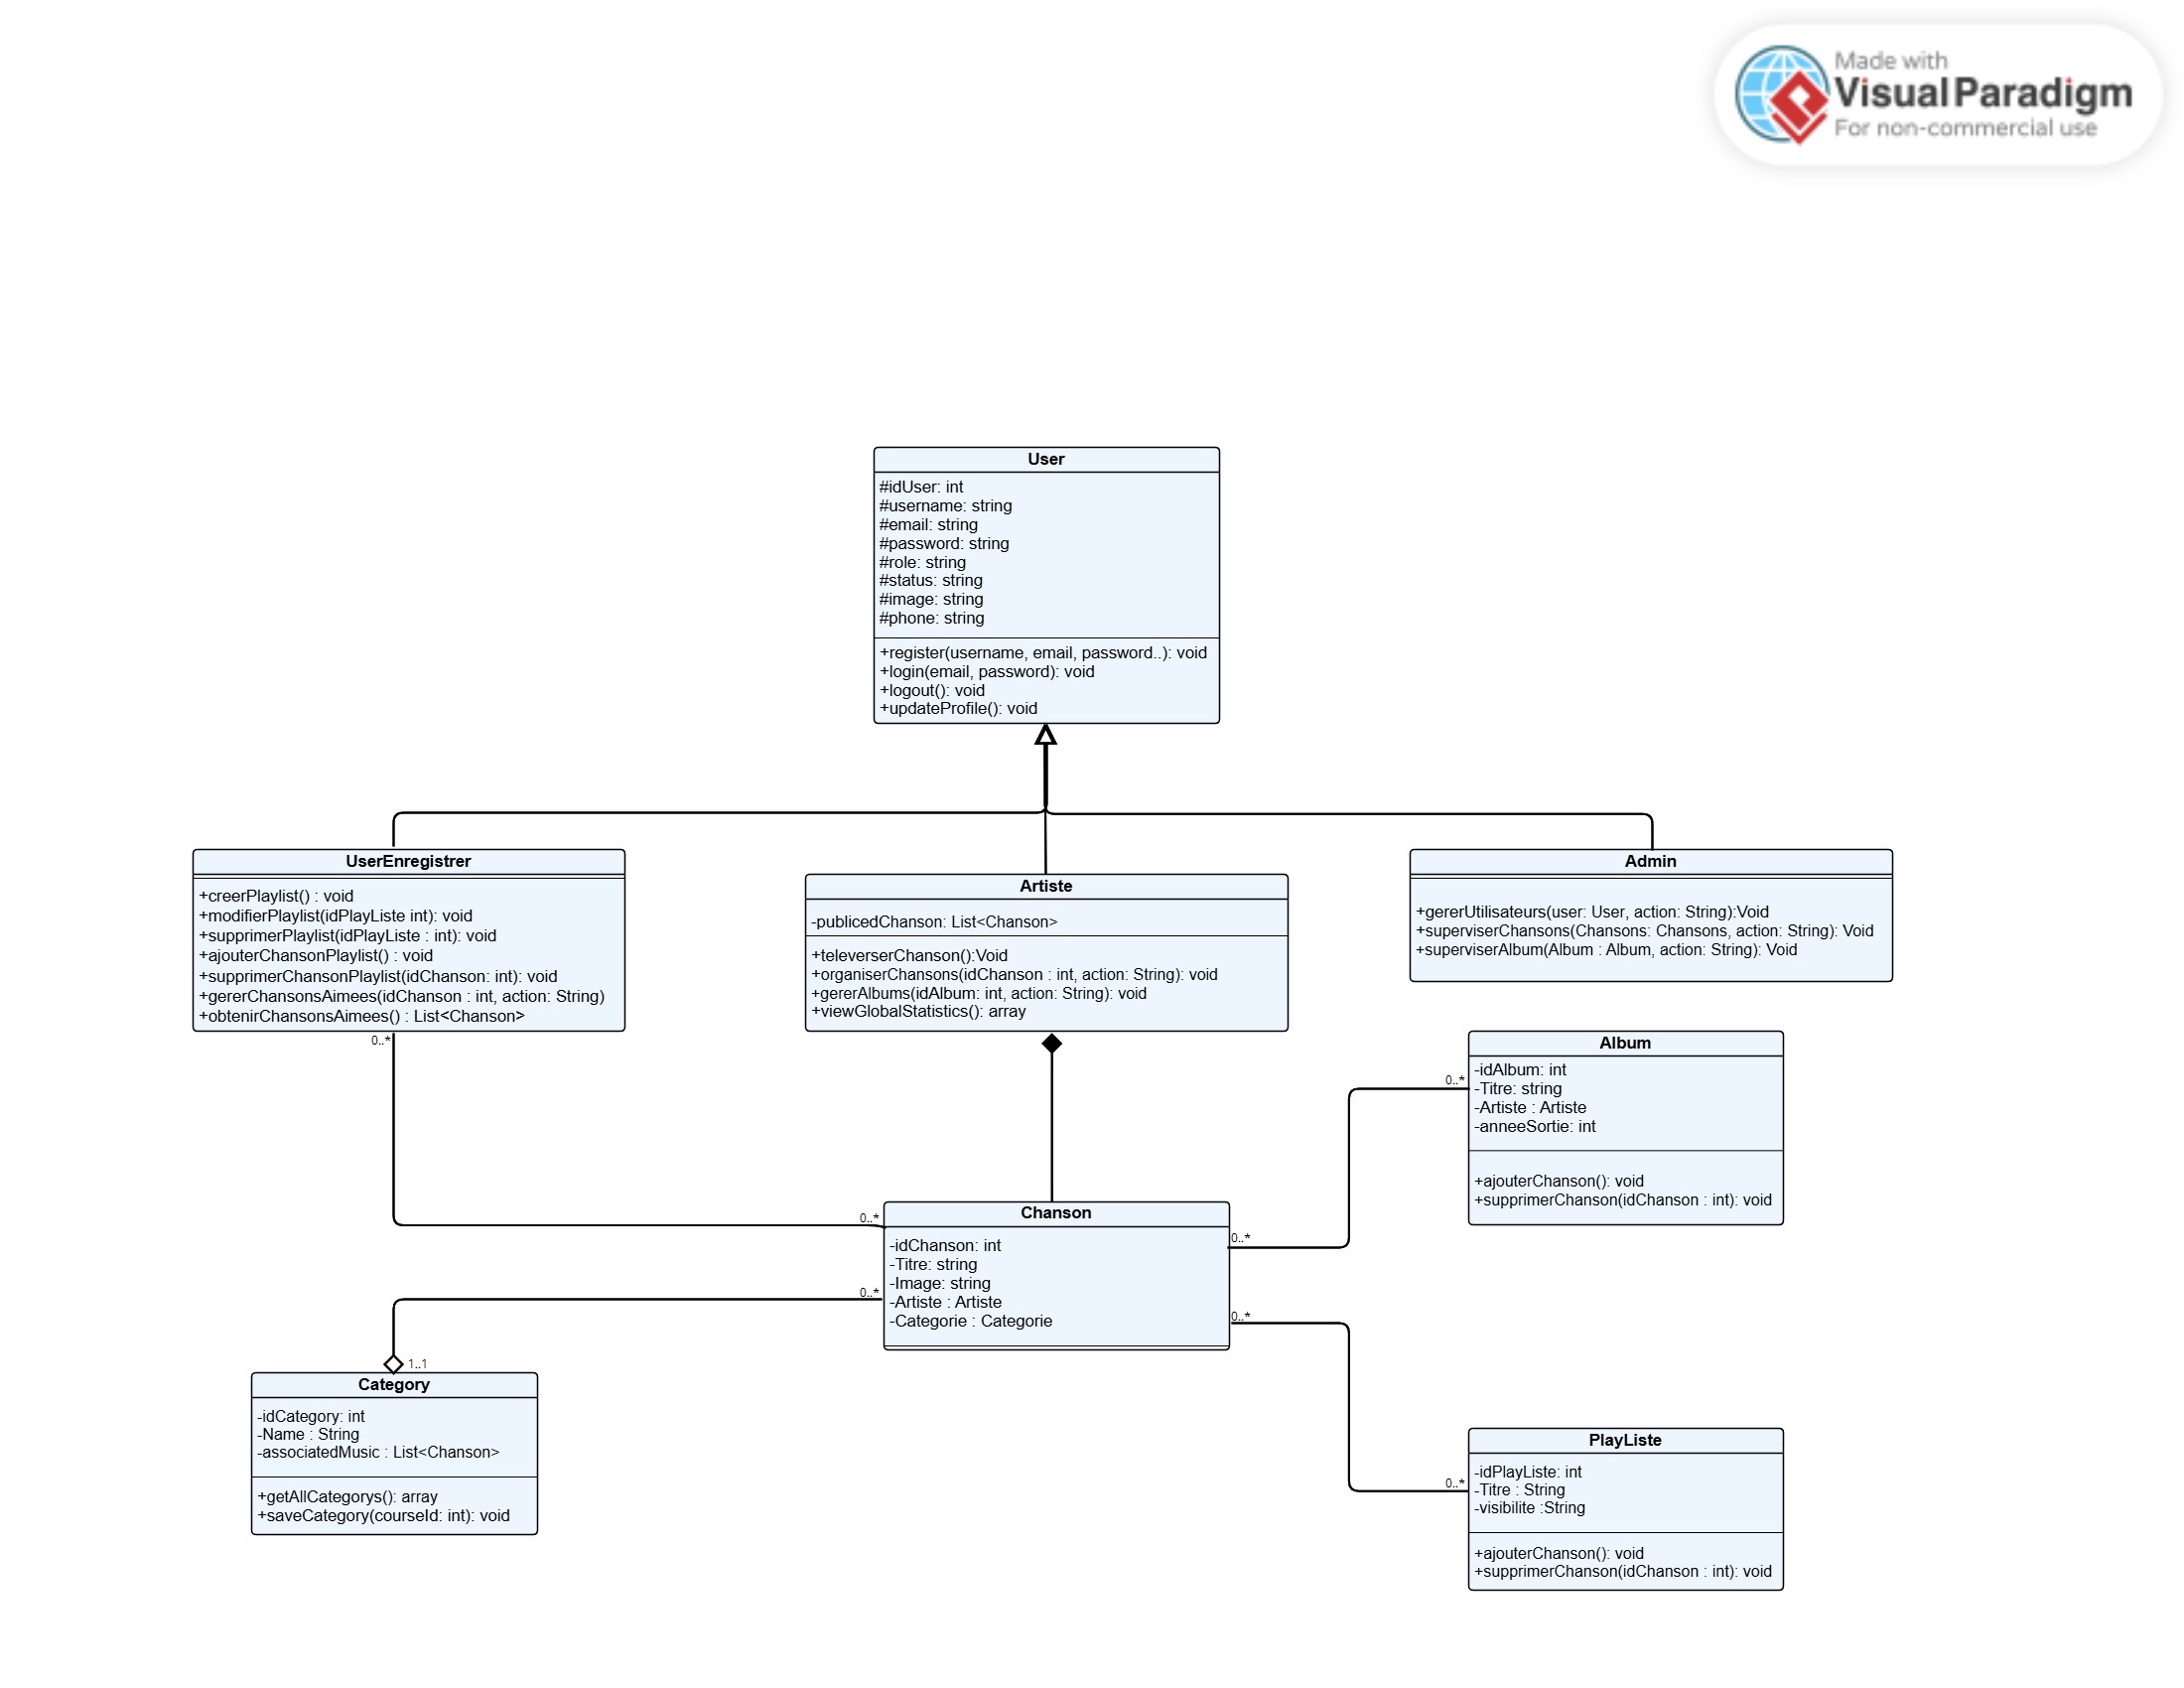 Made with
Visual Paradigm
For non-commercial use
User
#idUser: int
#username: string
#email: string
#password: string
#role: string
#status: string
#image: string
#phone: string
+register(username, email, password..): void
+login(email, password): void
+logout(): void
+updateProfile(): void
UserEnregistrer
+creerPlaylist() : void
+modifierPlaylist(idPlayListe int): void
+supprimerPlaylist(idPlayListe : int): void
+ajouterChansonPlaylist() : void
+supprimerChansonPlaylist(idChanson: int): void
+gererChansonsAimees(idChanson : int, action: String)
+obtenirChansonsAimees() : List<Chanson>
0..*
Artiste
-publicedChanson: List<Chanson>
+televerserChanson():Void
+organiserChansons(idChanson : int, action: String): void
+gererAlbums(idAlbum: int, action: String): void
+viewGlobalStatistics(): array
Admin
+gererUtilisateurs(user: User, action: String):Void
+superviserChansons(Chansons: Chansons, action: String): Void
+superviserAlbum(Album : Album, action: String): Void
Album
-idAlbum: int
-Titre: string
-Artiste : Artiste
-anneeSortie: int
+ajouterChanson(): void
+supprimerChanson(idChanson : int): void
0..*
0..*
Chanson
-idChanson: int
-Titre: string
-Image: string
-Artiste : Artiste
-Categorie : Categorie
0..*
0..*
0..*
1..1
Category
-idCategory: int
-Name : String
-associatedMusic : List<Chanson>
+getAllCategorys(): array
+saveCategory(courseId: int): void
0..*
PlayListe
-idPlayListe: int
-Titre : String
-visibilite :String
+ajouterChanson(): void
+supprimerChanson(idChanson : int): void